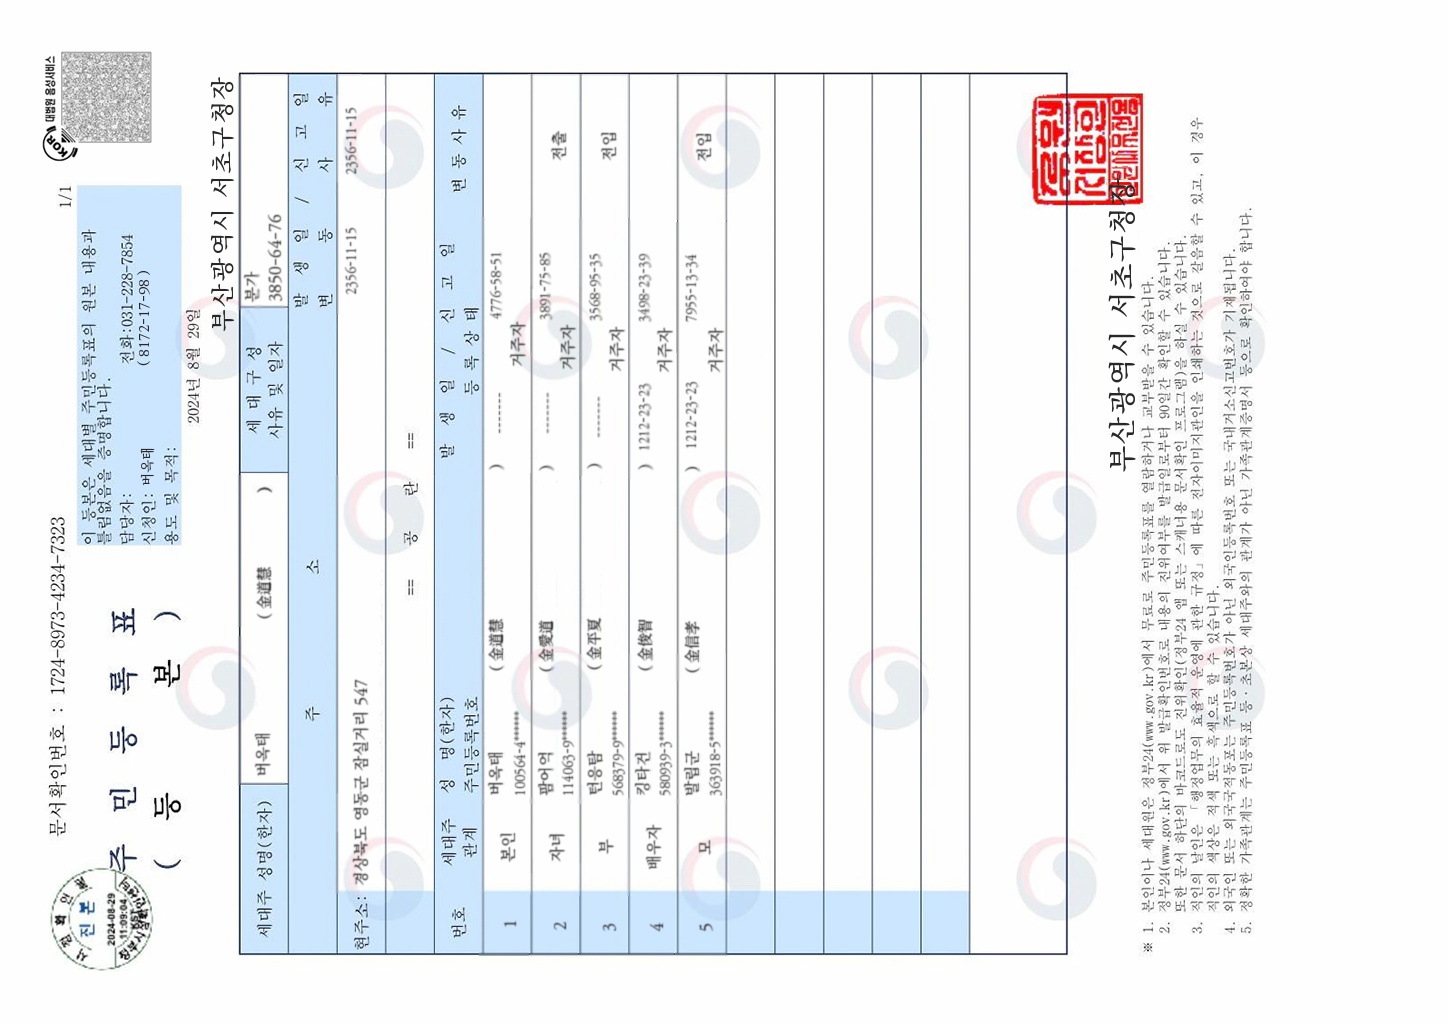 대법원 음성서비스
KOR
1/1
문서확인번호 : 1724-8973-4234-7323
진본
2024-08-29
11:09:04
주 민 등 록 표
( 등 본 )
이 등본은 세대별 주민등록표의 원본 내용과
틀림없음을 증명합니다.
담당자: 전화:031-228-7854
신청인: 버옥태 (8172-17-98)
용도 및 목적:
2024년 8월 29일
부산광역시 서초구청장
세대주 성명(한자) 버옥태 (金道慧 ) 세 대 구 성 분가
사유 및 일자 3850-64-76
주 소 발 생 일 / 신 고 일
변 동 사 유
현주소: 경상북도 영동군 잠실거리 547 2356-11-15 2356-11-15
== 공 란 ==
번호 세대주 성 명(한자) 발 생 일 / 신 고 일 변 동 사 유
관계 주민등록번호 등 록 상 태
1 본인 버옥태 (金道慧 ) ------- 4776-58-51
100564-4****** 거주자
2 자녀 팜어억 (金愛道 ) ------- 3891-75-85 전출
114063-9****** 거주자
3 부 턴용탐 (金平夏 ) ------- 3568-95-35 전입
568379-9****** 거주자
4 배우자 킹타건 (金俊智 ) 1212-23-23 3498-23-39
580939-3****** 거주자
5 모 발림군 (金信孝 ) 1212-23-23 7955-13-34 전입
363918-5****** 거주자
부산광역시 서초구청장
※ 1. 본인이나 세대원은 정부24(www.gov.kr)에서 무료로 주민등록표를 열람하거나 교부받을 수 있습니다.
2. 정부24(www.gov.kr)에서 위 발급확인번호로 내용의 진위여부를 발급일로부터 90일간 확인할 수 있습니다.
또한 문서 하단의 바코드로도 진위확인(정부24 앱 또는 스캐너용 문서확인 프로그램)을 하실 수 있습니다.
3. 직인의 날인은 「행정업무의 효율적 운영에 관한 규정」에 따른 전자이미지관인을 인쇄하는 것으로 갈음할 수 있고, 이 경우
직인의 색상은 적색 또는 흑색으로 할 수 있습니다.
4. 외국인 또는 외국국적동포는 주민등록번호가 아닌 외국인등록번호 또는 국내거소신고번호가 기재됩니다.
5. 정확한 가족관계는 주민등록표 등·초본상 세대주와의 관계가 아닌 가족관계증명서 등으로 확인하여야 합니다.